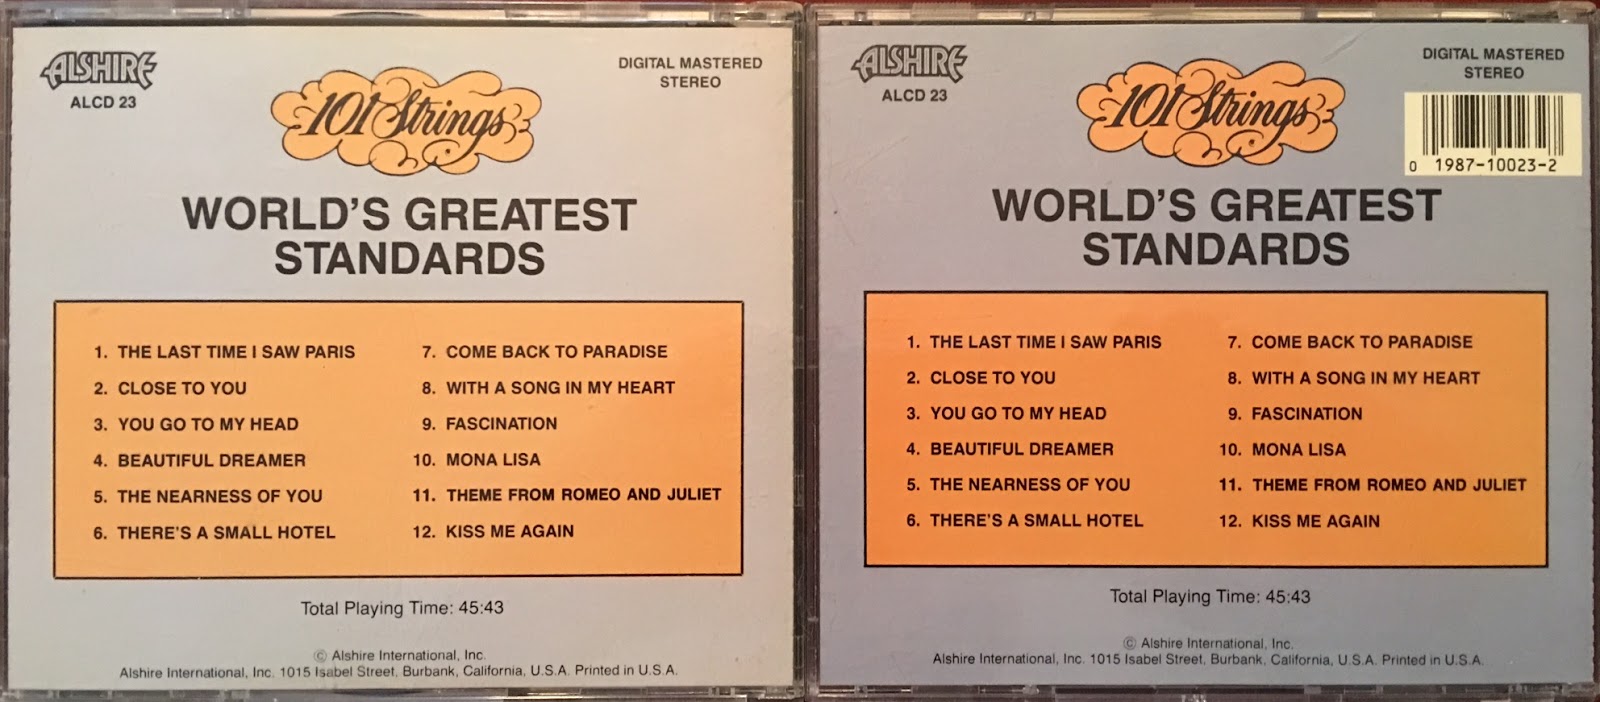 ALSHIRE
ALCD 23
101 Strings
DIGITAL MASTERED
STEREO
WORLD'S GREATEST
STANDARDS
1. THE LAST TIME I SAW PARIS
2. CLOSE TO YOU
3. YOU GO TO MY HEAD
4. BEAUTIFUL DREAMER
5. THE NEARNESS OF YOU
6. THERE'S A SMALL HOTEL
7. COME BACK TO PARADISE
8. WITH A SONG IN MY HEART
9. FASCINATION
10. MONA LISA
11. THEME FROM ROMEO AND JULIET
12. KISS ME AGAIN
Total Playing Time: 45:43
© Alshire International, Inc.
Alshire International, Inc. 1015 Isabel Street, Burbank, California, U.S.A. Printed in U.S.A.
ALSHIRE
ALCD 23
101 Strings
DIGITAL MASTERED
STEREO
0 1987-10023-2
WORLD'S GREATEST
STANDARDS
1. THE LAST TIME I SAW PARIS
2. CLOSE TO YOU
3. YOU GO TO MY HEAD
4. BEAUTIFUL DREAMER
5. THE NEARNESS OF YOU
6. THERE'S A SMALL HOTEL
7. COME BACK TO PARADISE
8. WITH A SONG IN MY HEART
9. FASCINATION
10. MONA LISA
11. THEME FROM ROMEO AND JULIET
12. KISS ME AGAIN
Total Playing Time: 45:43
© Alshire International, Inc.
Alshire International, Inc. 1015 Isabel Street, Burbank, California, U.S.A. Printed in U.S.A.